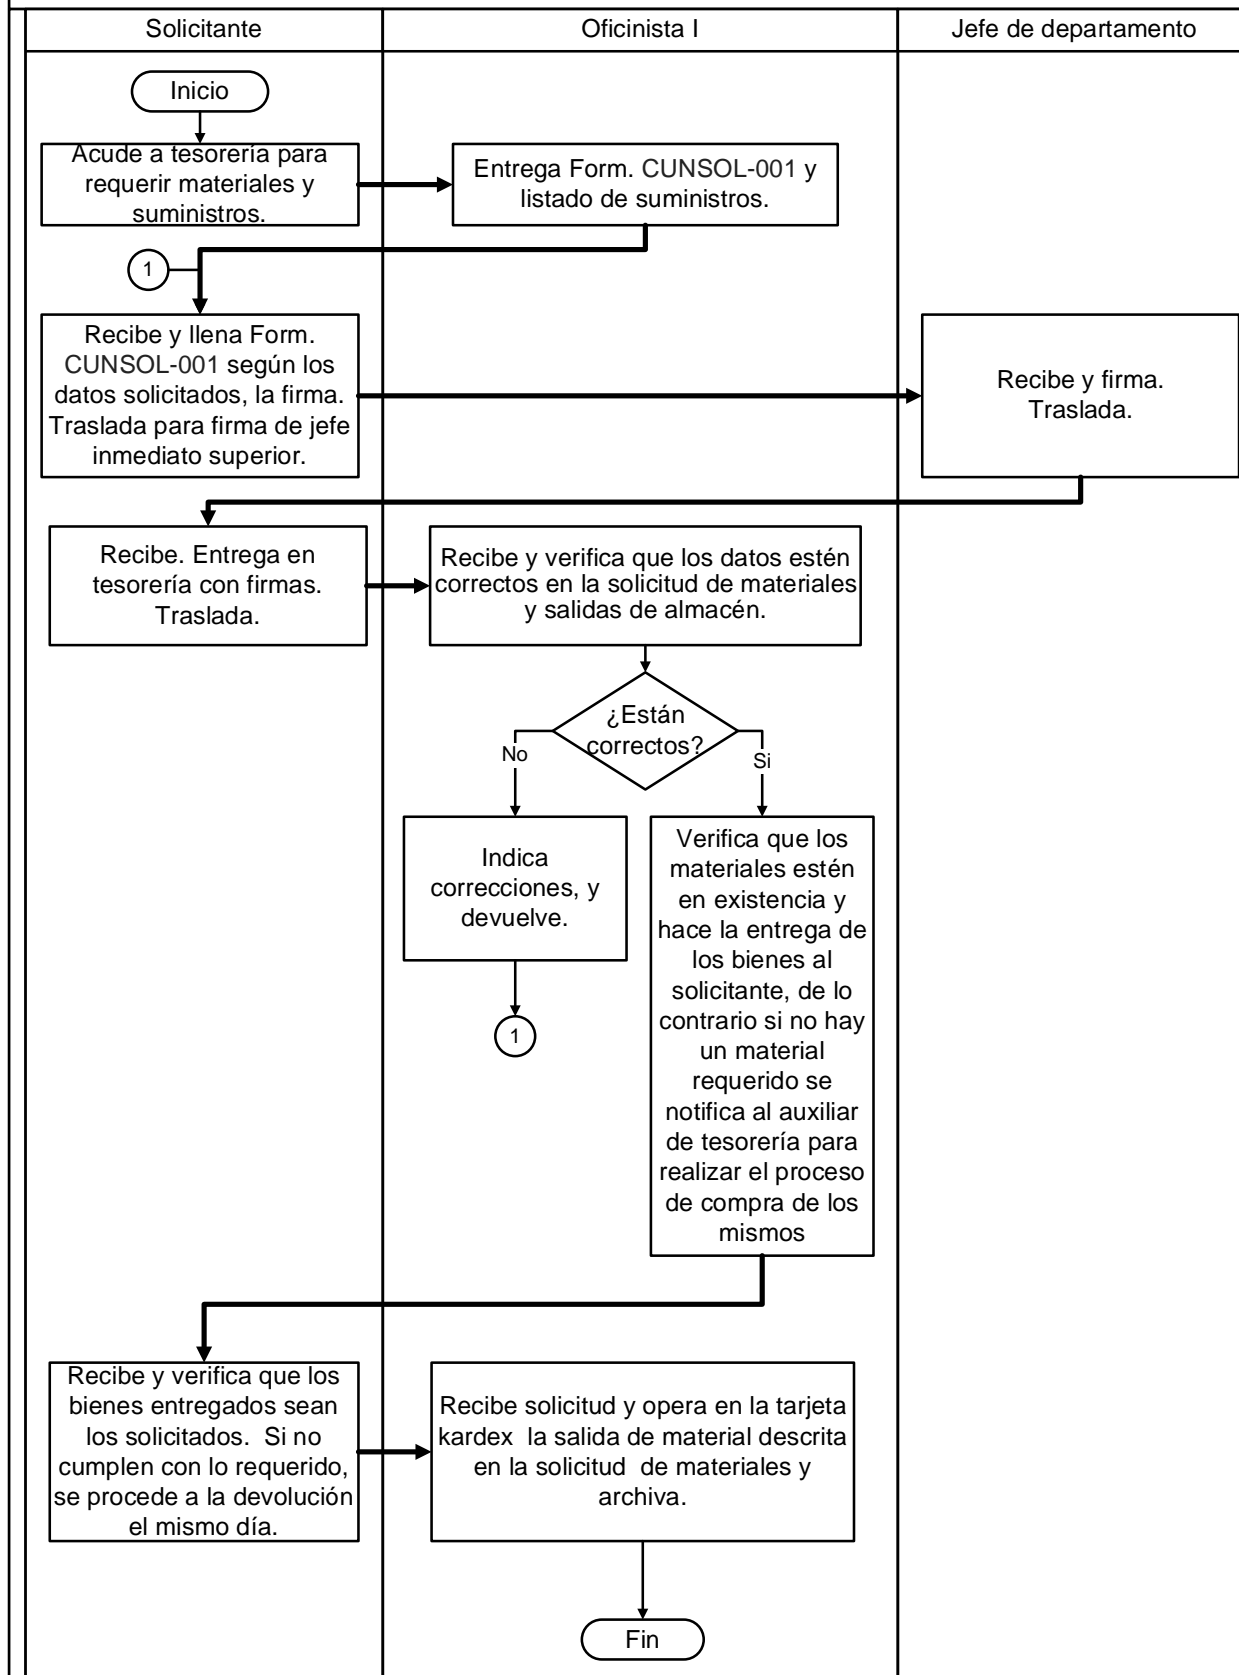 Solicitante
Oficinista I
Jefe de departamento
Inicio
Acude a tesorería para
requerir materiales y
suministros.
Entrega Form. CUNSOL-001 y
listado de suministros.
1
Recibe y llena Form.
CUNSOL-001 según los
datos solicitados, la firma.
Traslada para firma de jefe
inmediato superior.
Recibe y firma.
Traslada.
Recibe. Entrega en
tesorería con firmas.
Traslada.
Recibe y verifica que los datos estén
correctos en la solicitud de materiales
y salidas de almacén.
¿Están
correctos?
No
Si
Indica
correcciones, y
devuelve.
1
Verifica que los
materiales estén
en existencia y
hace la entrega de
los bienes al
solicitante, de lo
contrario si no hay
un material
requerido se
notifica al auxiliar
de tesorería para
realizar el proceso
de compra de los
mismos
Recibe y verifica que los
bienes entregados sean
los solicitados.  Si no
cumplen con lo requerido,
se procede a la devolución
el mismo día.
Recibe solicitud y opera en la tarjeta
kardex  la salida de material descrita
en la solicitud  de materiales y
archiva.
Fin